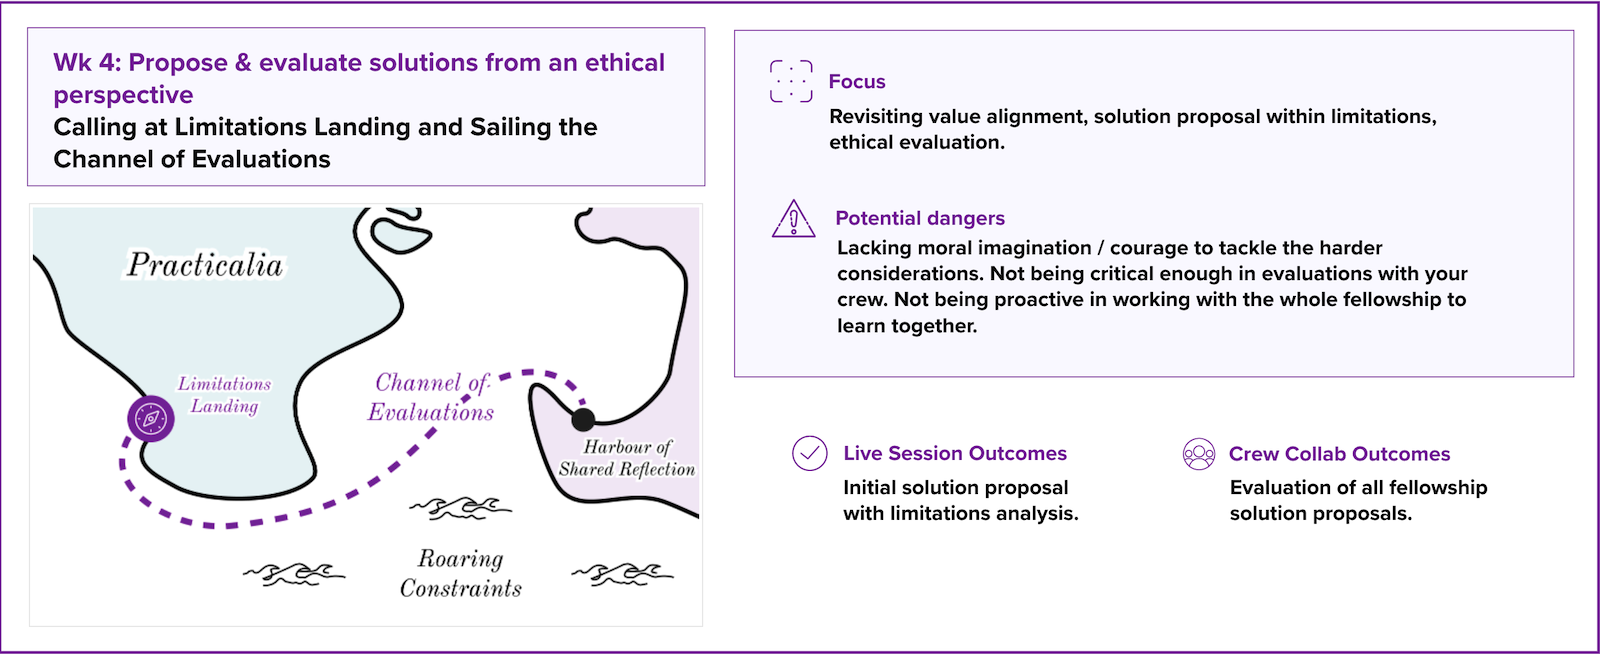 Wk 4: Propose & evaluate solutions from an ethical
perspective
Calling at Limitations Landing and Sailing the
Channel of Evaluations
Practicalia
Limitations
Landing
Channel of
Evaluations
Harbour of
Shared Reflection
Roaring
Constraints
Focus
Revisiting value alignment, solution proposal within limitations,
ethical evaluation.
Potential dangers
Lacking moral imagination / courage to tackle the harder
considerations. Not being critical enough in evaluations with your
crew. Not being proactive in working with the whole fellowship to
learn together.
Live Session Outcomes
Initial solution proposal
with limitations analysis.
Crew Collab Outcomes
Evaluation of all fellowship
solution proposals.